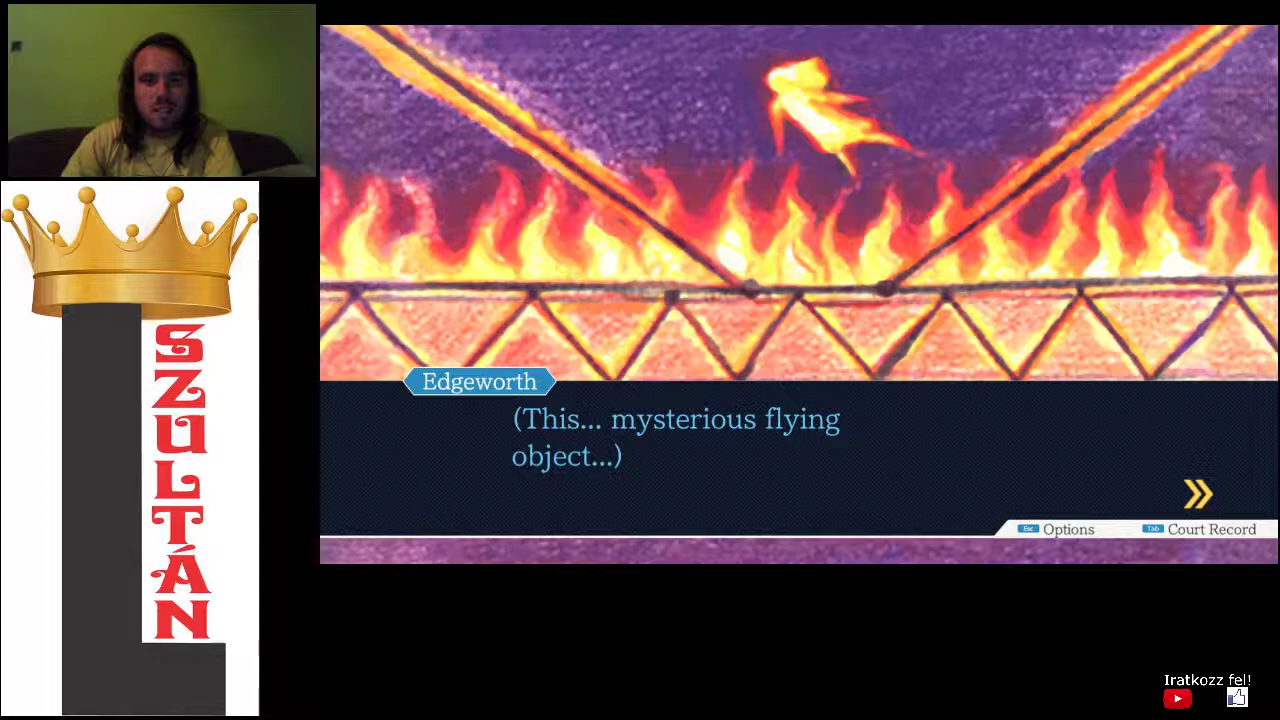 L
SZULTÁN
Edgeworth
(This... mysterious flying
object...)
Esc Options Tab Court Record
Iratkozz fel!